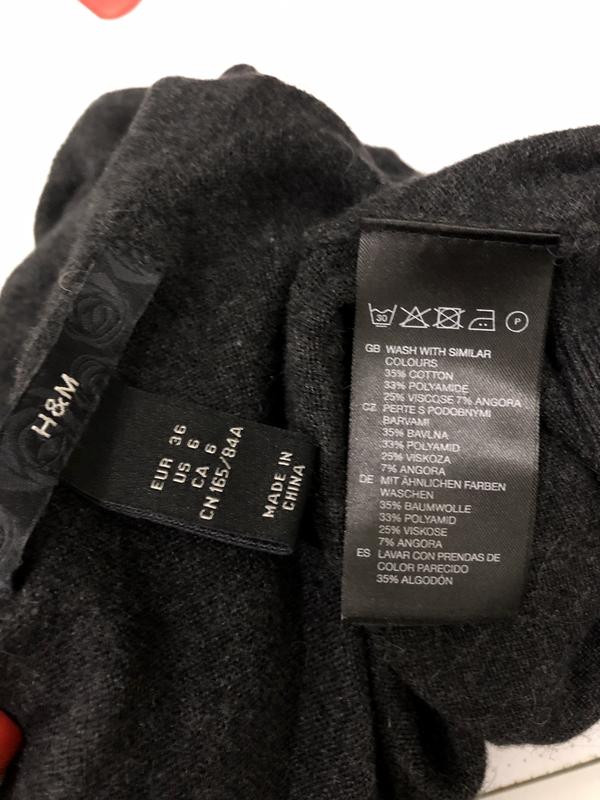 H&M
EUR 36
US 6
CA 6
CN 165/84A
MADE IN
CHINA
30
P
GB WASH WITH SIMILAR
COLOURS
35% COTTON
33% POLYAMIDE
25% VISCOSE 7% ANGORA
CZ PERTE S PODOBNÝMI
BARVAMI
35% BAVLNA
33% POLYAMID
25% VISKOZA
7% ANGORA
DE MIT ÄHNLICHEN FARBEN
WASCHEN
35% BAUMWOLLE
33% POLYAMID
25% VISKOSE
7% ANGORA
ES LAVAR CON PRENDAS DE
COLOR PARECIDO
35% ALGODÓN